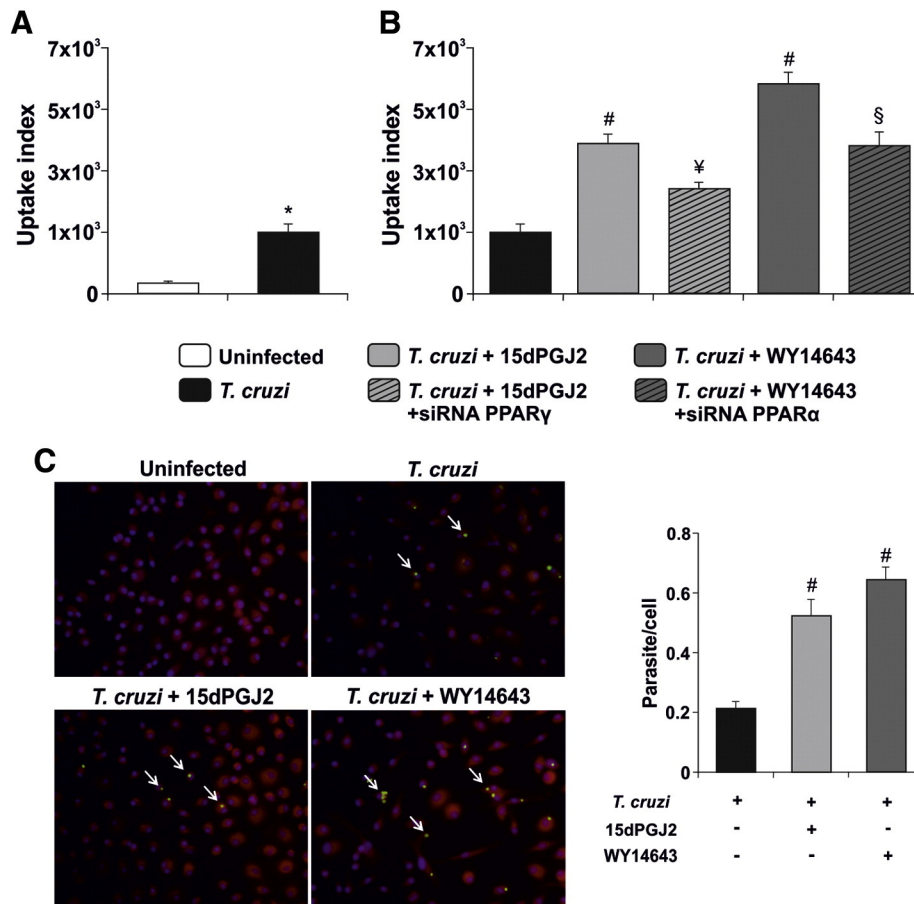 A
B
7x10³
5x10³
3x10³
1x10³
0
Uptake index
*
7x10³
5x10³
3x10³
1x10³
0
Uptake index
#
¥
#
§
Uninfected
T. cruzi
T. cruzi + 15dPGJ2
T. cruzi + 15dPGJ2
+siRNA PPARγ
T. cruzi + WY14643
T. cruzi + WY14643
+siRNA PPARα
C
Uninfected
T. cruzi
T. cruzi + 15dPGJ2
T. cruzi + WY14643
0.8
0.6
0.4
0.2
0
Parasite/cell
#
#
T. cruzi + + +
15dPGJ2 - + -
WY14643 - - +